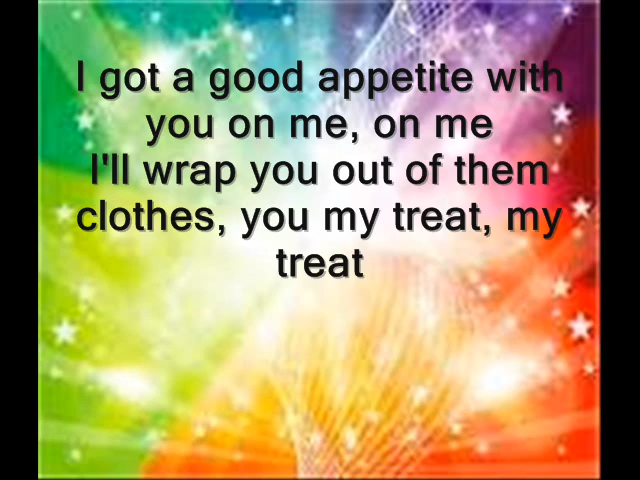 I got a good appetite with
you on me, on me
I'll wrap you out of them
clothes, you my treat, my
treat